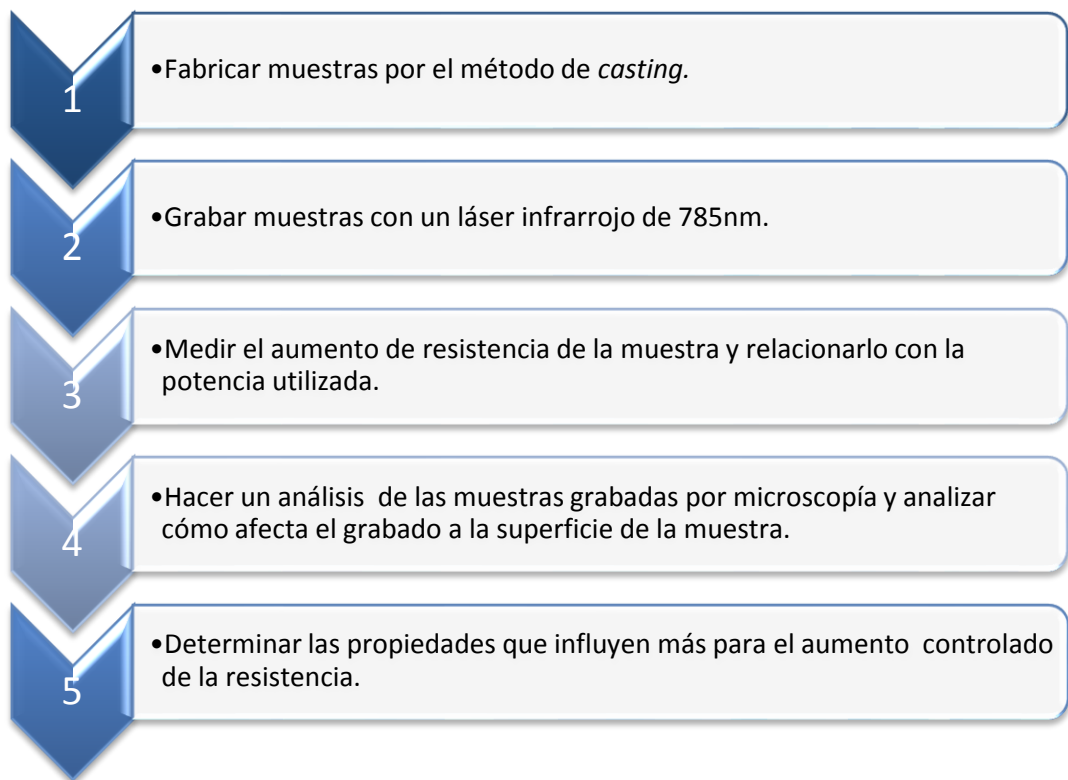 1
•Fabricar muestras por el método de casting.
2
•Grabar muestras con un láser infrarrojo de 785nm.
3
•Medir el aumento de resistencia de la muestra y relacionarlo con la
potencia utilizada.
4
•Hacer un análisis  de las muestras grabadas por microscopía y analizar
cómo afecta el grabado a la superficie de la muestra.
5
•Determinar las propiedades que influyen más para el aumento  controlado
de la resistencia.